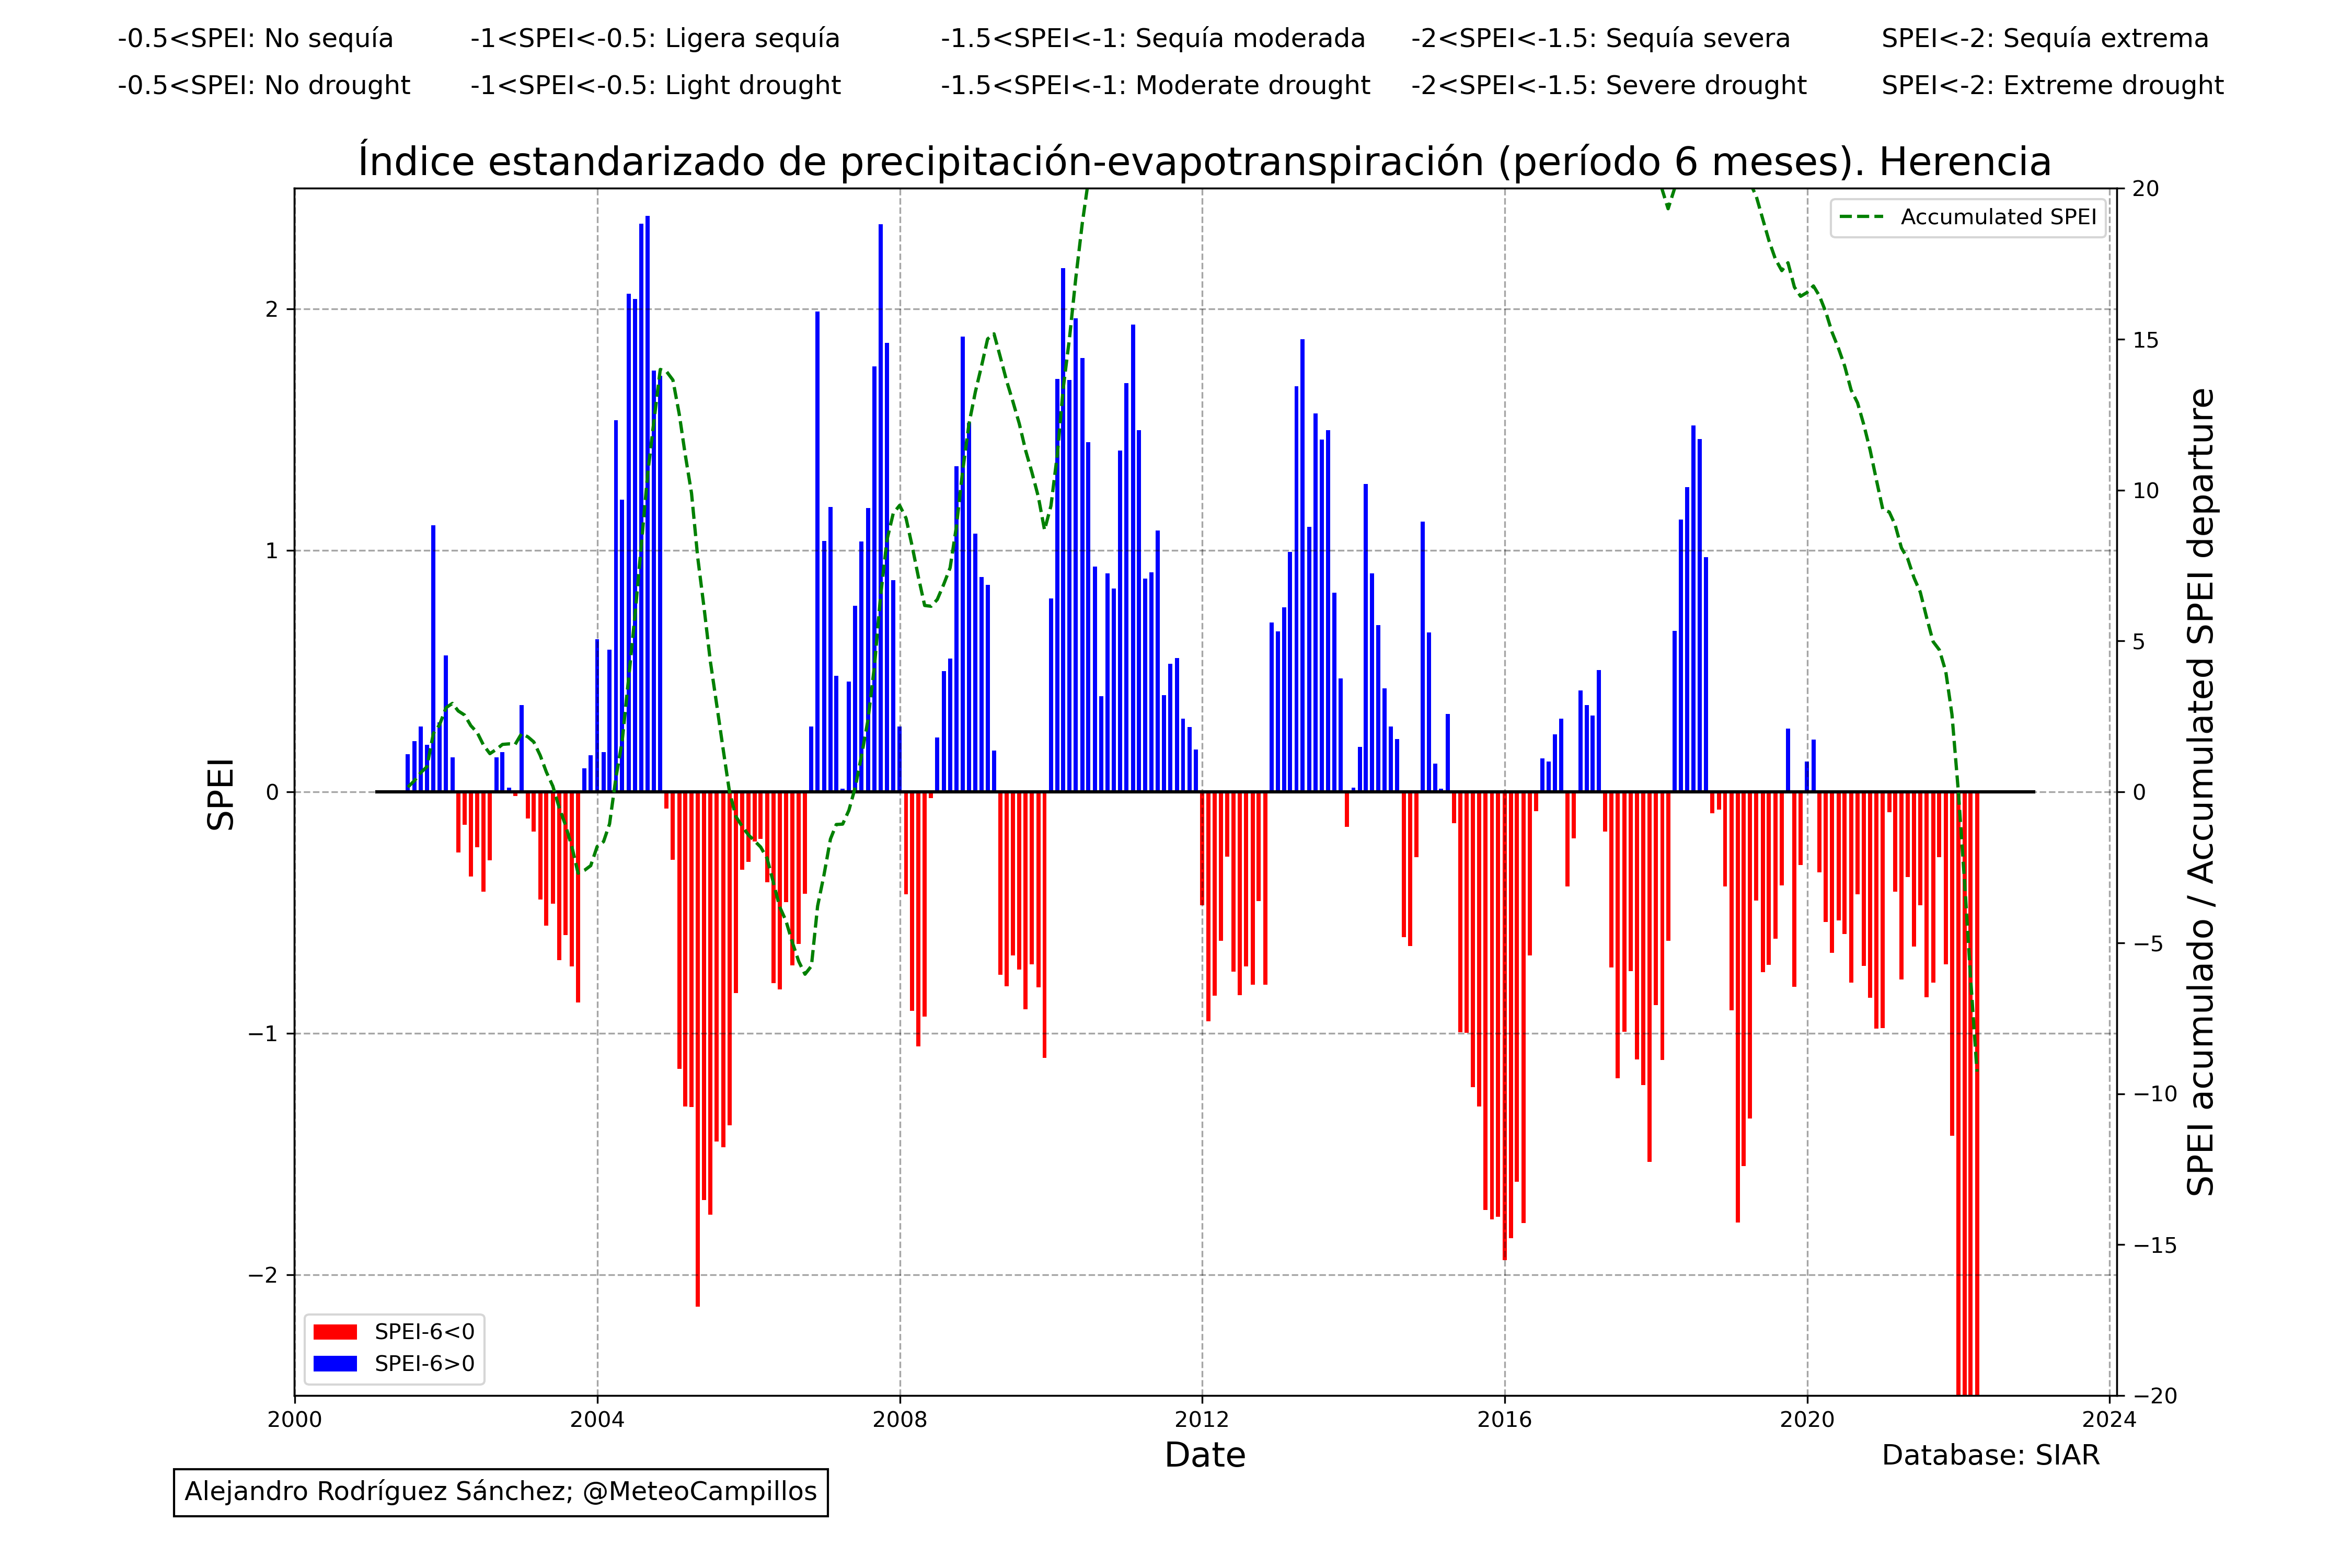 -0.5<SPEI: No sequía
-1<SPEI<-0.5: Ligera sequía
-1.5<SPEI<-1: Sequía moderada
-2<SPEI<-1.5: Sequía severa
SPEI<-2: Sequía extrema
-0.5<SPEI: No drought
-1<SPEI<-0.5: Light drought
-1.5<SPEI<-1: Moderate drought
-2<SPEI<-1.5: Severe drought
SPEI<-2: Extreme drought
Índice estandarizado de precipitación-evapotranspiración (período 6 meses). Herencia
Accumulated SPEI
SPEI
2
1
0
−1
−2
20
15
10
5
0
−5
−10
−15
−20
SPEI acumulado / Accumulated SPEI departure
SPEI-6<0
SPEI-6>0
2000
2004
2008
2012
2016
2020
2024
Date
Database: SIAR
Alejandro Rodríguez Sánchez; @MeteoCampillos